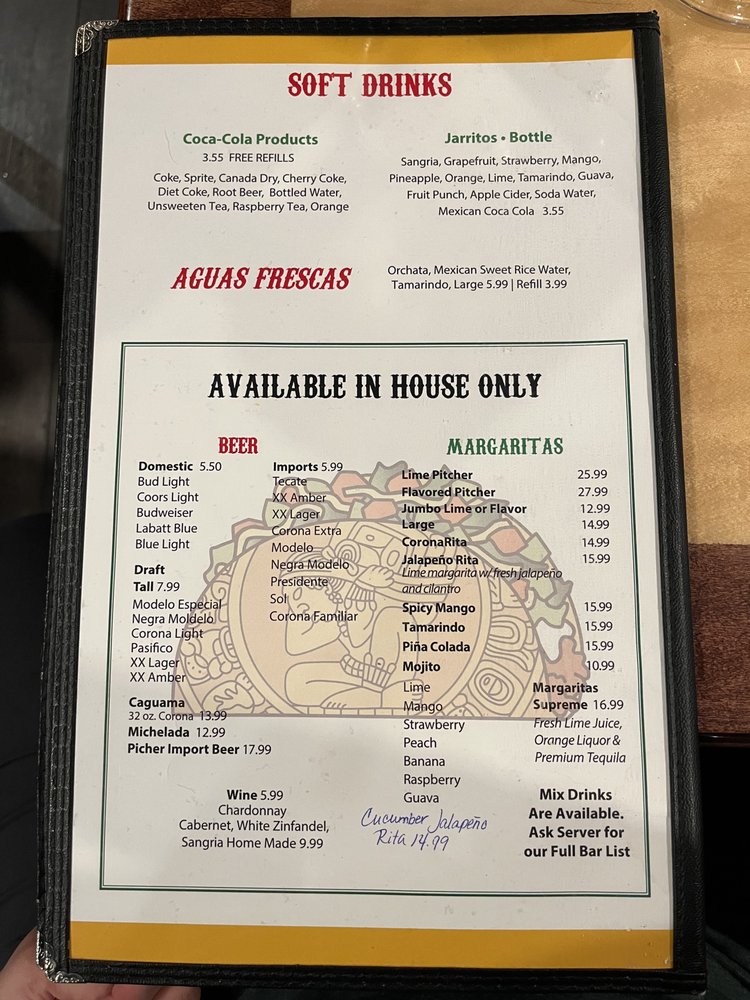 SOFT DRINKS
Coca-Cola Products
3.55 FREE REFILLS
Coke, Sprite, Canada Dry, Cherry Coke,
Diet Coke, Root Beer, Bottled Water,
Unsweeten Tea, Raspberry Tea, Orange
Jarritos • Bottle
Sangria, Grapefruit, Strawberry, Mango,
Pineapple, Orange, Lime, Tamarindo, Guava,
Fruit Punch, Apple Cider, Soda Water,
Mexican Coca Cola 3.55
AGUAS FRESCAS
Orchata, Mexican Sweet Rice Water,
Tamarindo, Large 5.99 | Refill 3.99
AVAILABLE IN HOUSE ONLY
BEER
Domestic 5.50
Bud Light
Coors Light
Budweiser
Labatt Blue
Blue Light
Draft
Tall 7.99
Modelo Especial
Negra Moldelo
Corona Light
Pasifico
XX Lager
XX Amber
Caguama
32 oz. Corona 13.99
Michelada 12.99
Picher Import Beer 17.99
Imports 5.99
Tecate
XX Amber
XX Lager
Corona Extra
Modelo
Negra Modelo
Presidente
Sol
Corona Familiar
MARGARITAS
Lime Pitcher 25.99
Flavored Pitcher 27.99
Jumbo Lime or Flavor 12.99
Large 14.99
CoronaRita 14.99
Jalapeño Rita 15.99
Lime margarita w/ fresh jalapeño
and cilantro
Spicy Mango 15.99
Tamarindo 15.99
Piña Colada 15.99
Mojito 10.99
Lime
Mango
Strawberry
Peach
Banana
Raspberry
Guava
Margaritas
Supreme 16.99
Fresh Lime Juice,
Orange Liquor &
Premium Tequila
Wine 5.99
Chardonnay
Cabernet, White Zinfandel,
Sangria Home Made 9.99
Cucumber Jalapeño
Rita 14.99
Mix Drinks
Are Available.
Ask Server for
our Full Bar List